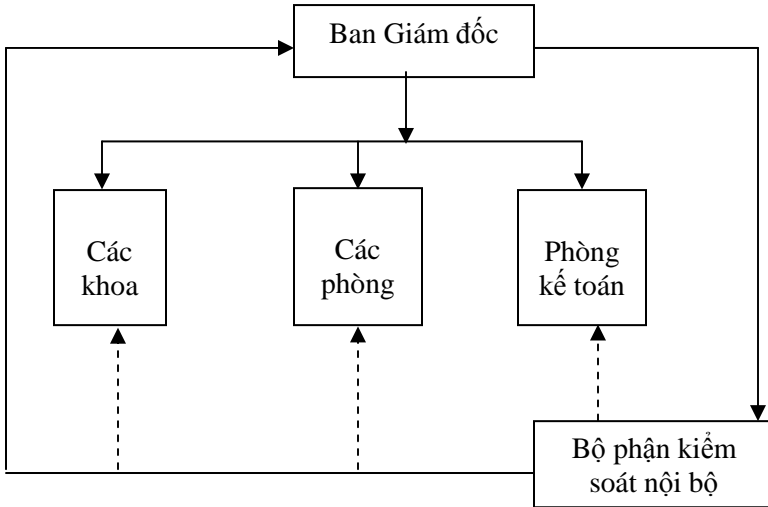 Ban Giám đốc
Các
khoa
Các
phòng
Phòng
kế toán
Bộ phận kiểm
soát nội bộ